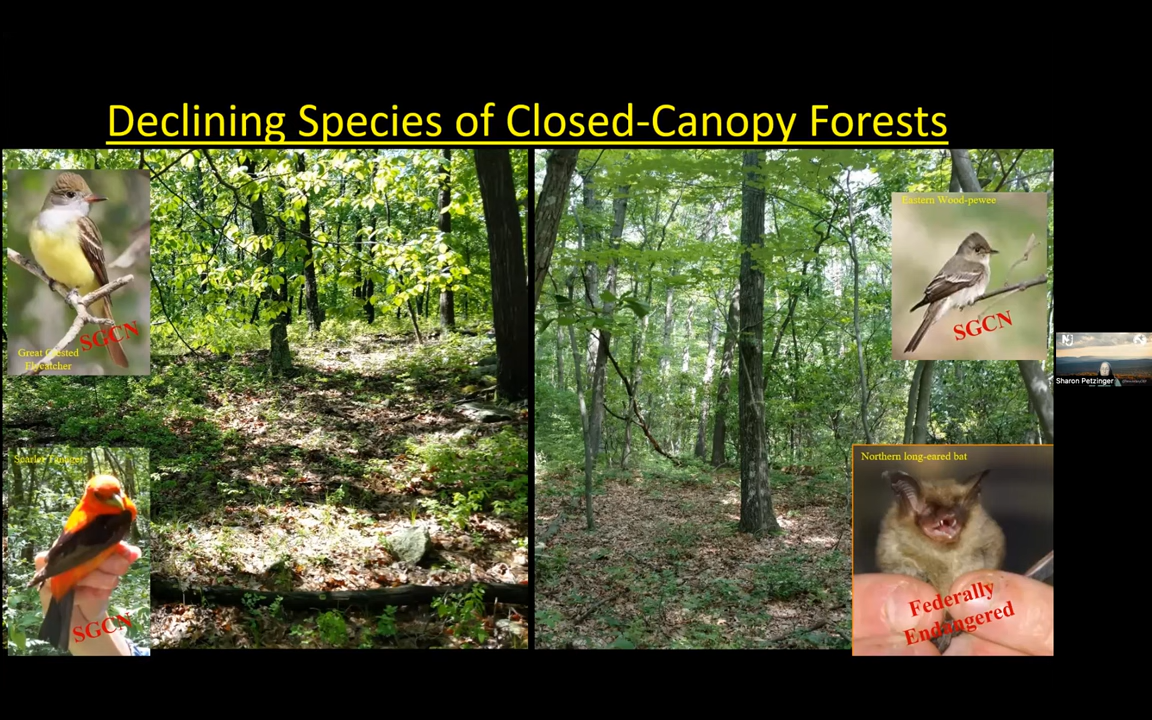 Declining Species of Closed-Canopy Forests
SGCN
Great Crested
Flycatcher
Eastern Wood-pewee
SGCN
Sharon Petzinger
Scarlet Tanager
SGCN
Northern long-eared bat
Federally
Endangered